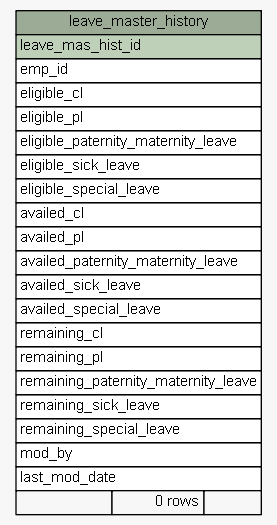 leave_master_history
leave_mas_hist_id
emp_id
eligible_cl
eligible_pl
eligible_paternity_maternity_leave
eligible_sick_leave
eligible_special_leave
availed_cl
availed_pl
availed_paternity_maternity_leave
availed_sick_leave
availed_special_leave
remaining_cl
remaining_pl
remaining_paternity_maternity_leave
remaining_sick_leave
remaining_special_leave
mod_by
last_mod_date
0 rows